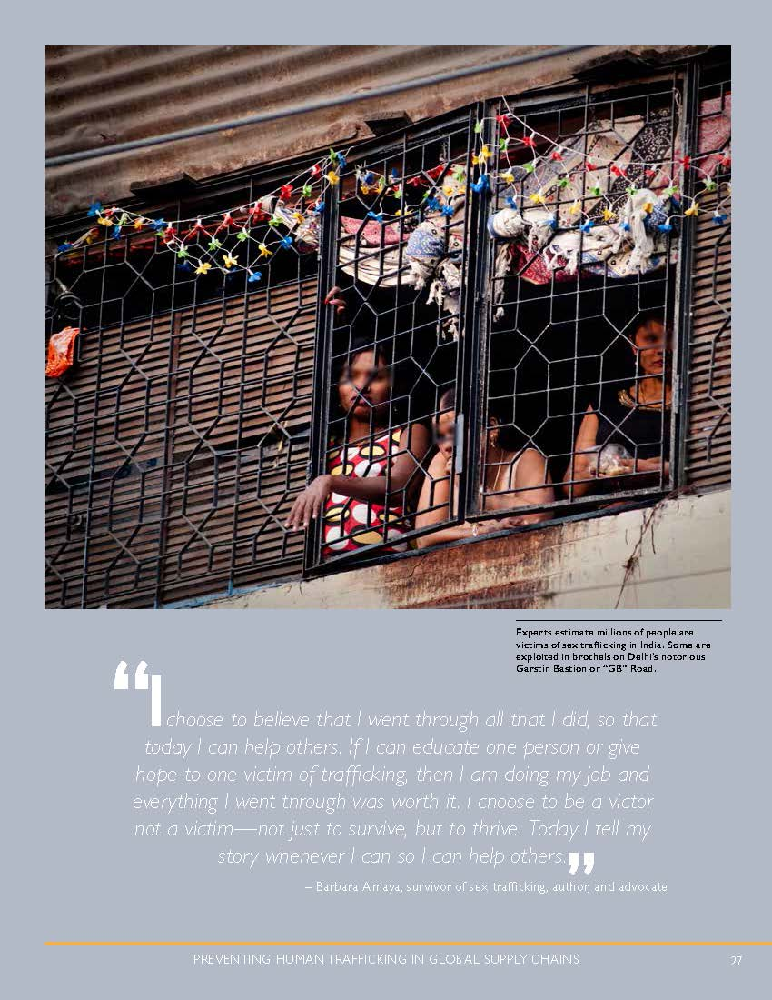 Experts estimate millions of people are
victims of sex trafficking in India. Some are
exploited in brothels on Delhi's notorious
Garstin Bastion or "GB" Road.
“I choose to believe that I went through all that I did, so that
today I can help others. If I can educate one person or give
hope to one victim of trafficking, then I am doing my job and
everything I went through was worth it. I choose to be a victor
not a victim—not just to survive, but to thrive. Today I tell my
story whenever I can so I can help others.”
– Barbara Amaya, survivor of sex trafficking, author, and advocate
PREVENTING HUMAN TRAFFICKING IN GLOBAL SUPPLY CHAINS
27